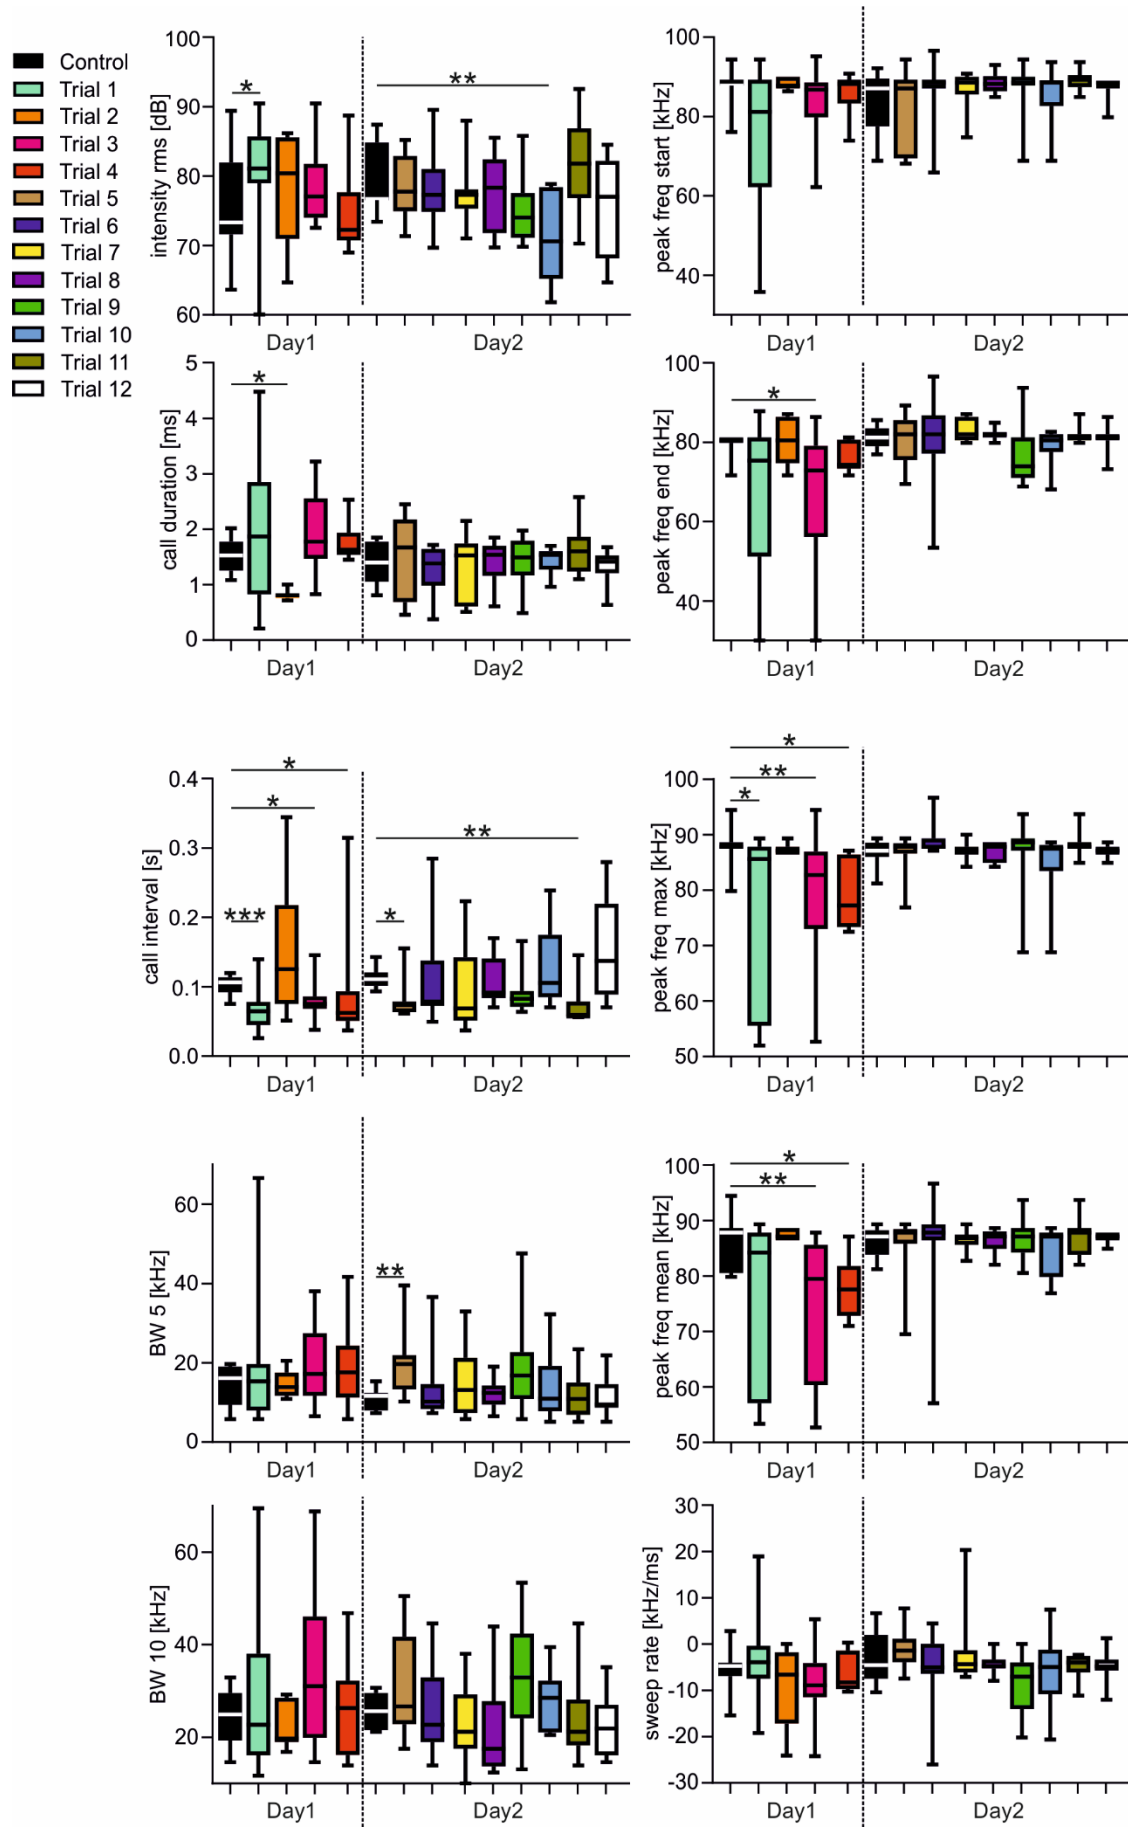 Control
Trial 1
Trial 2
Trial 3
Trial 4
Trial 5
Trial 6
Trial 7
Trial 8
Trial 9
Trial 10
Trial 11
Trial 12
intensity rms [dB]
100
90
80
70
60
*
**
Day1
Day2
peak freq start [kHz]
100
80
60
40
Day1
Day2
call duration [ms]
5
4
3
2
1
0
*
Day1
Day2
peak freq end [kHz]
100
80
60
40
*
Day1
Day2
call interval [s]
0.4
0.3
0.2
0.1
0.0
*
*
***
**
*
Day1
Day2
peak freq max [kHz]
100
90
80
70
60
50
*
**
*
Day1
Day2
BW 5 [kHz]
60
40
20
0
**
Day1
Day2
peak freq mean [kHz]
100
90
80
70
60
50
*
**
Day1
Day2
BW 10 [kHz]
60
40
20
Day1
Day2
sweep rate [kHz/ms]
30
20
10
0
-10
-20
-30
Day1
Day2